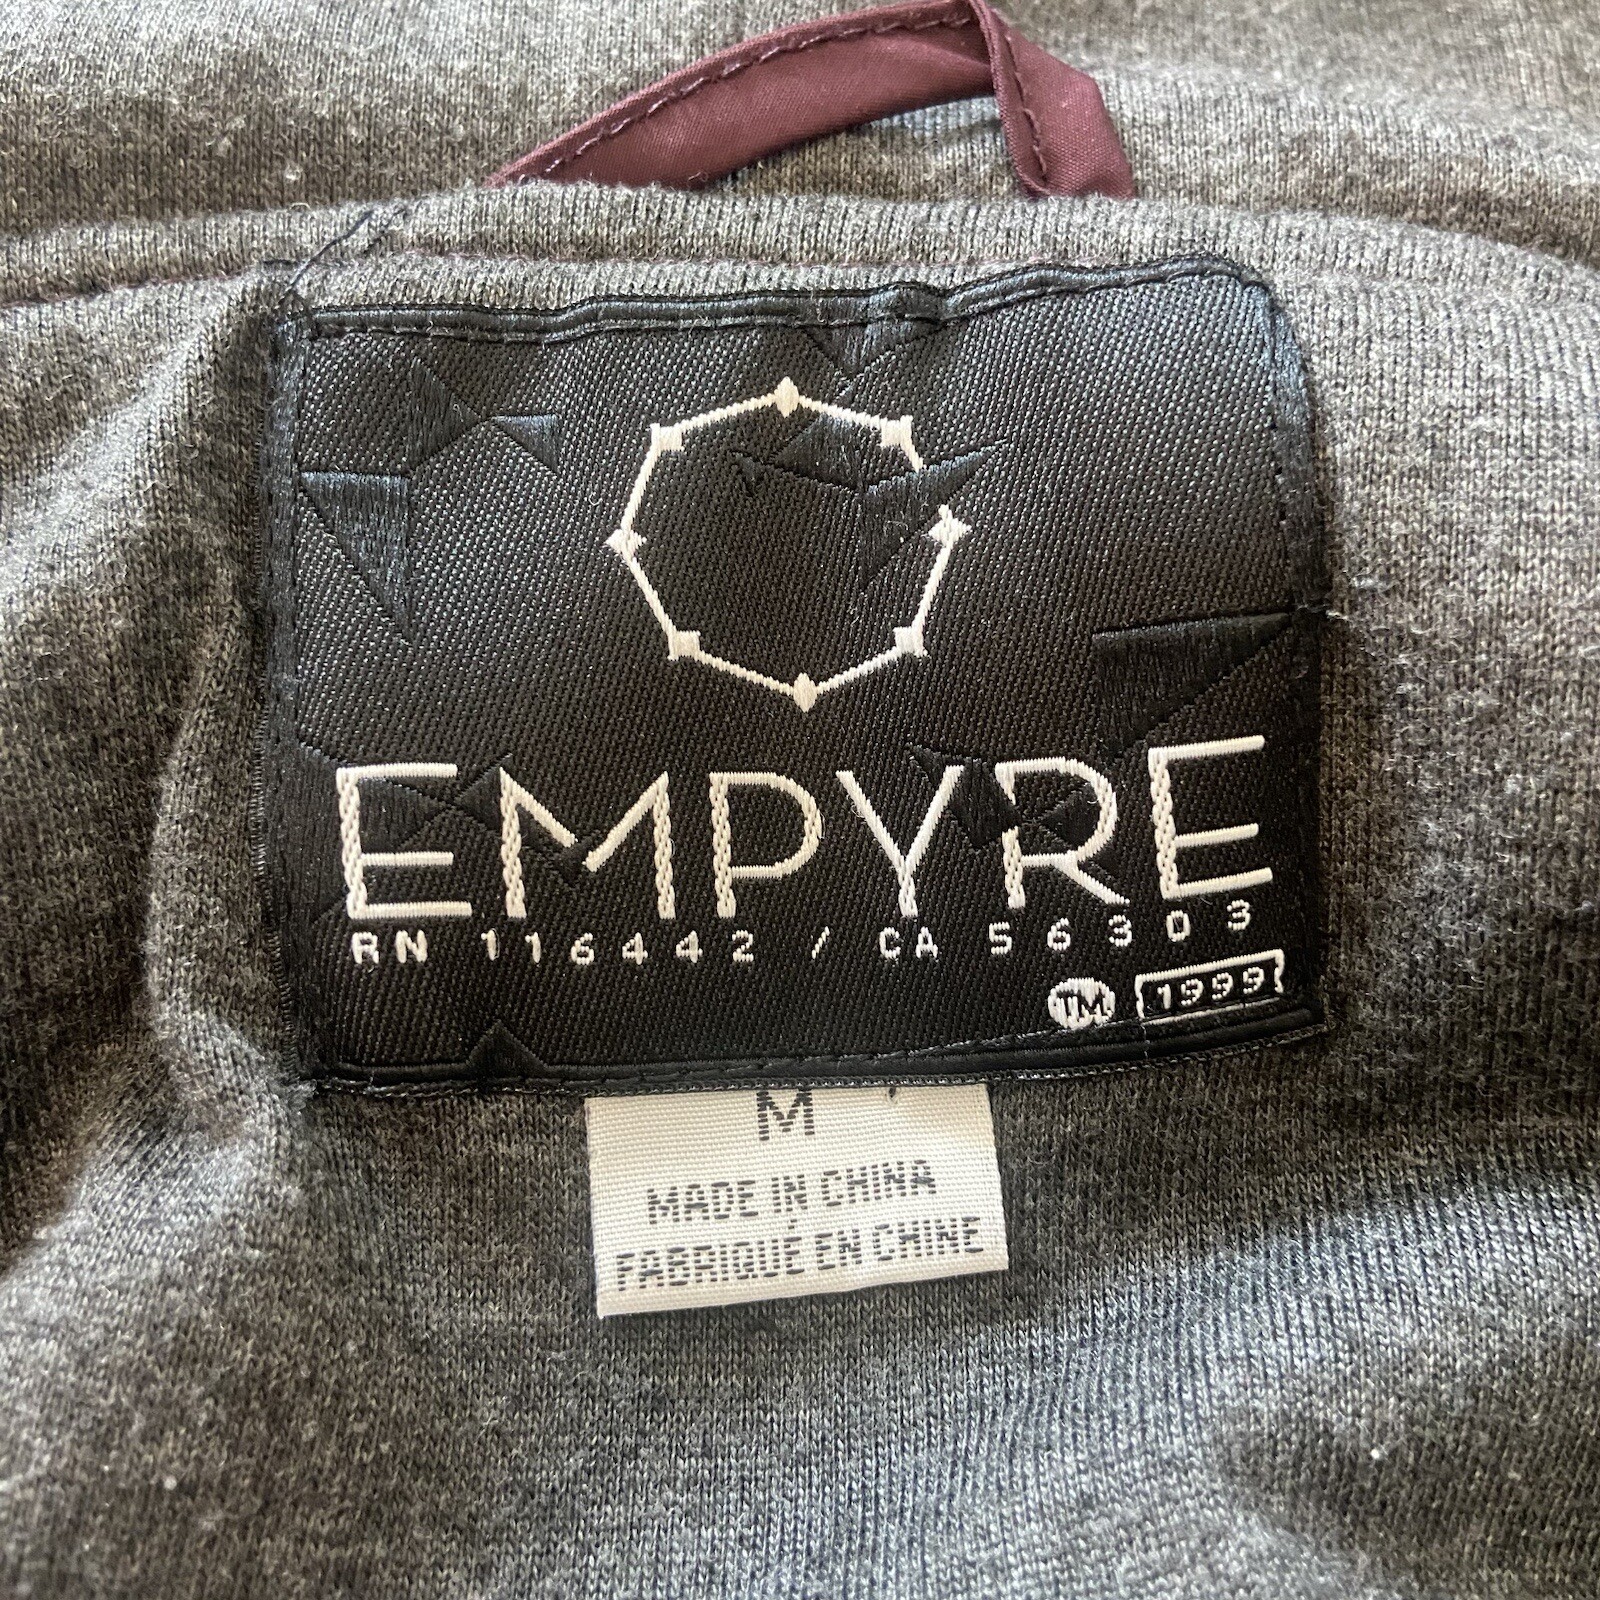 EMPYRE
RN 116442 / CA 56303
TM 1999
M
MADE IN CHINA
FABRIQUÉ EN CHINE